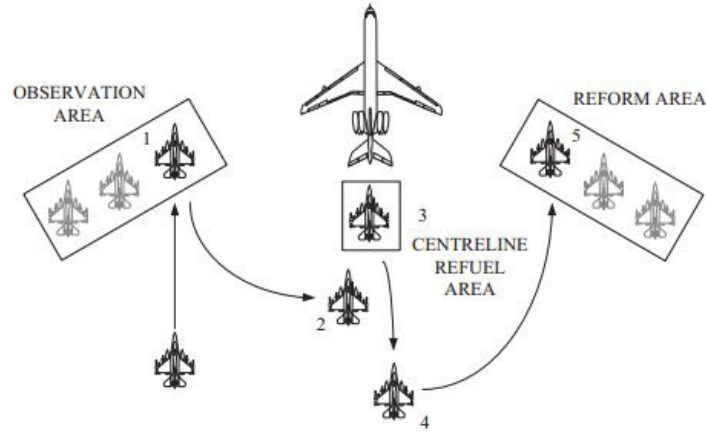 OBSERVATION
AREA
REFORM AREA
1
5
3
CENTRELINE
REFUEL
AREA
2
4